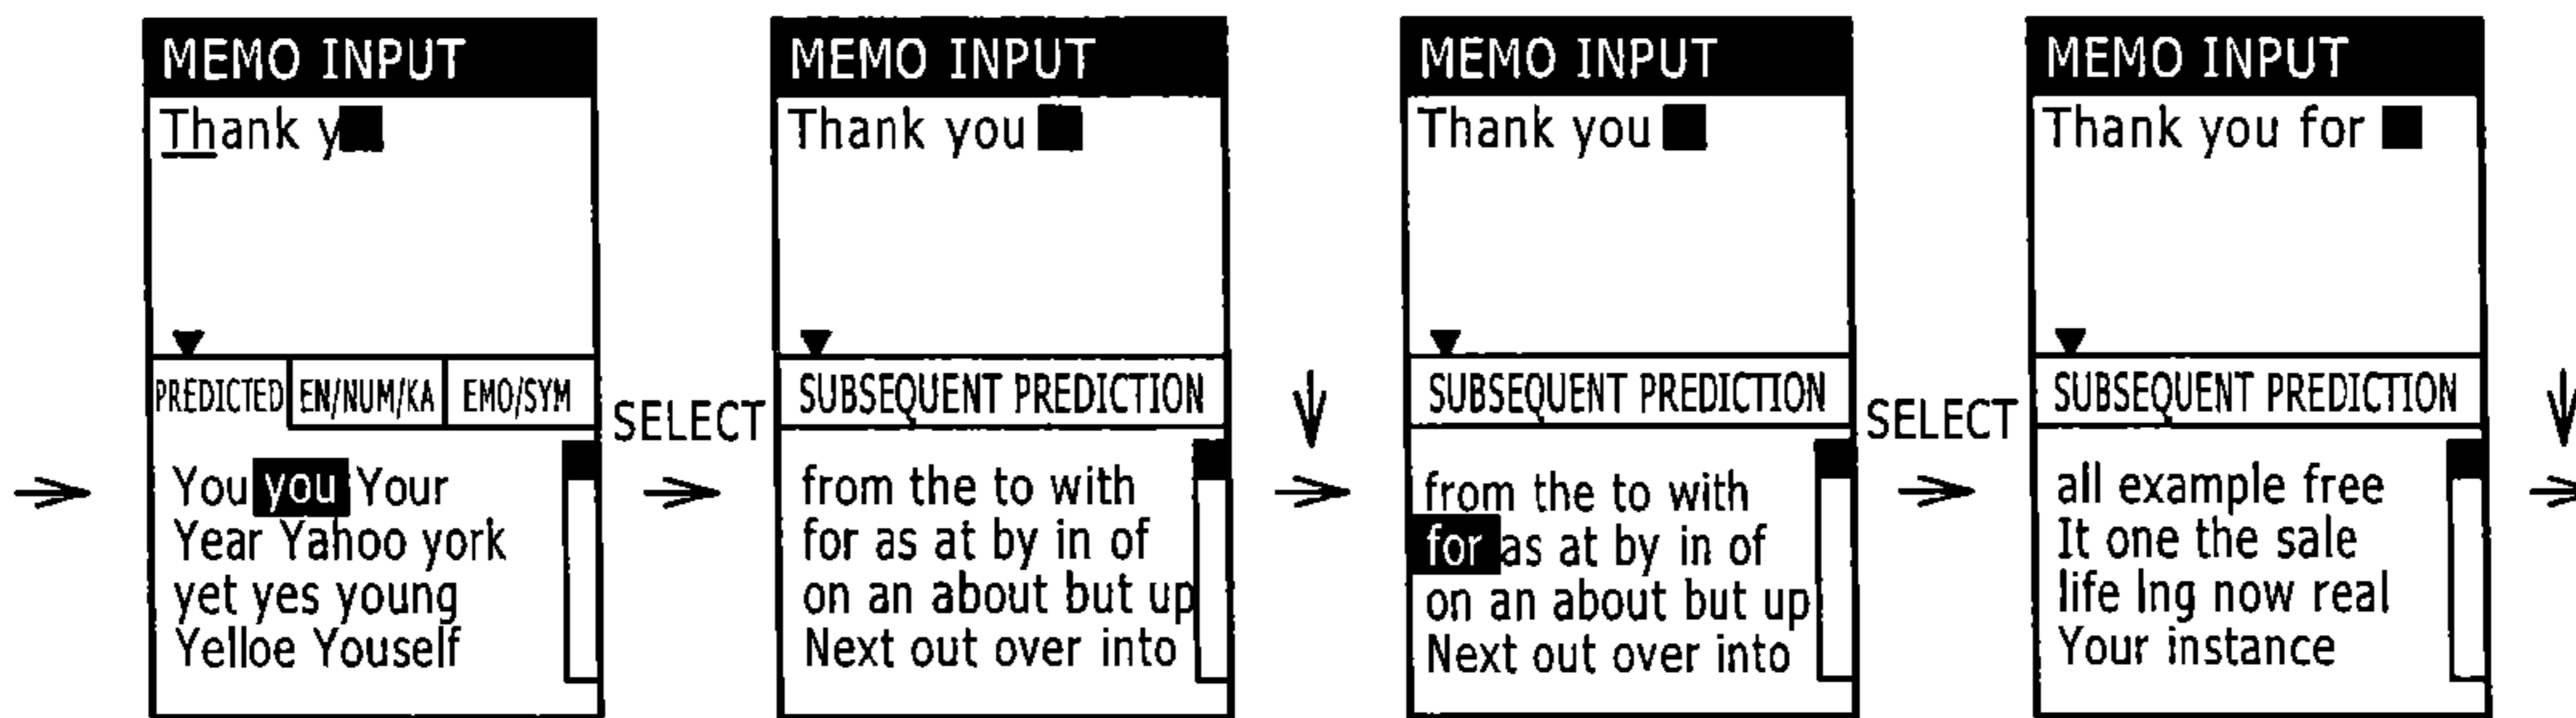 MEMO INPUT
Thank y
PREDICTED EN/NUM/KA EMO/SYM
You you Your
Year Yahoo york
yet yes young
Yelloe Youself
SELECT
MEMO INPUT
Thank you
SUBSEQUENT PREDICTION
from the to with
for as at by in of
on an about but up
Next out over into
MEMO INPUT
Thank you
SUBSEQUENT PREDICTION
from the to with
for as at by in of
on an about but up
Next out over into
SELECT
MEMO INPUT
Thank you for
SUBSEQUENT PREDICTION
all example free
It one the sale
life lng now real
Your instance